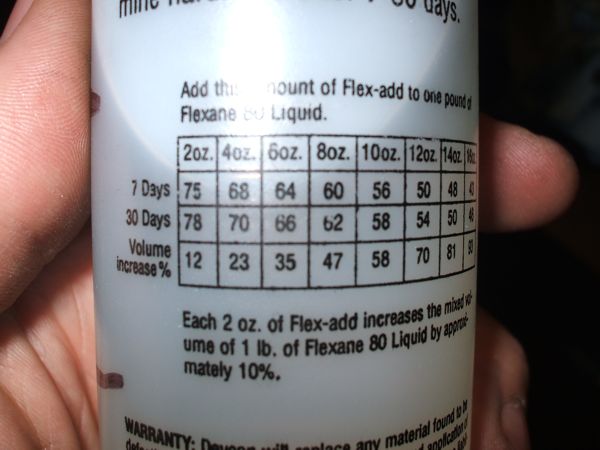 days.
Add this amount of Flex-add to one pound of
Flexane 80 Liquid.
2oz. 4oz. 6oz. 8oz. 10oz. 12oz. 14oz.
7 Days 75 68 64 60 56 50 48
30 Days 78 70 66 62 58 54 50
Volume
increase % 12 23 35 47 58 70 81
Each 2 oz. of Flex-add increases the mixed vol-
ume of 1 lb. of Flexane 80 Liquid by approxi-
mately 10%.
WARRANTY: Devcon will replace any material found to be
application of